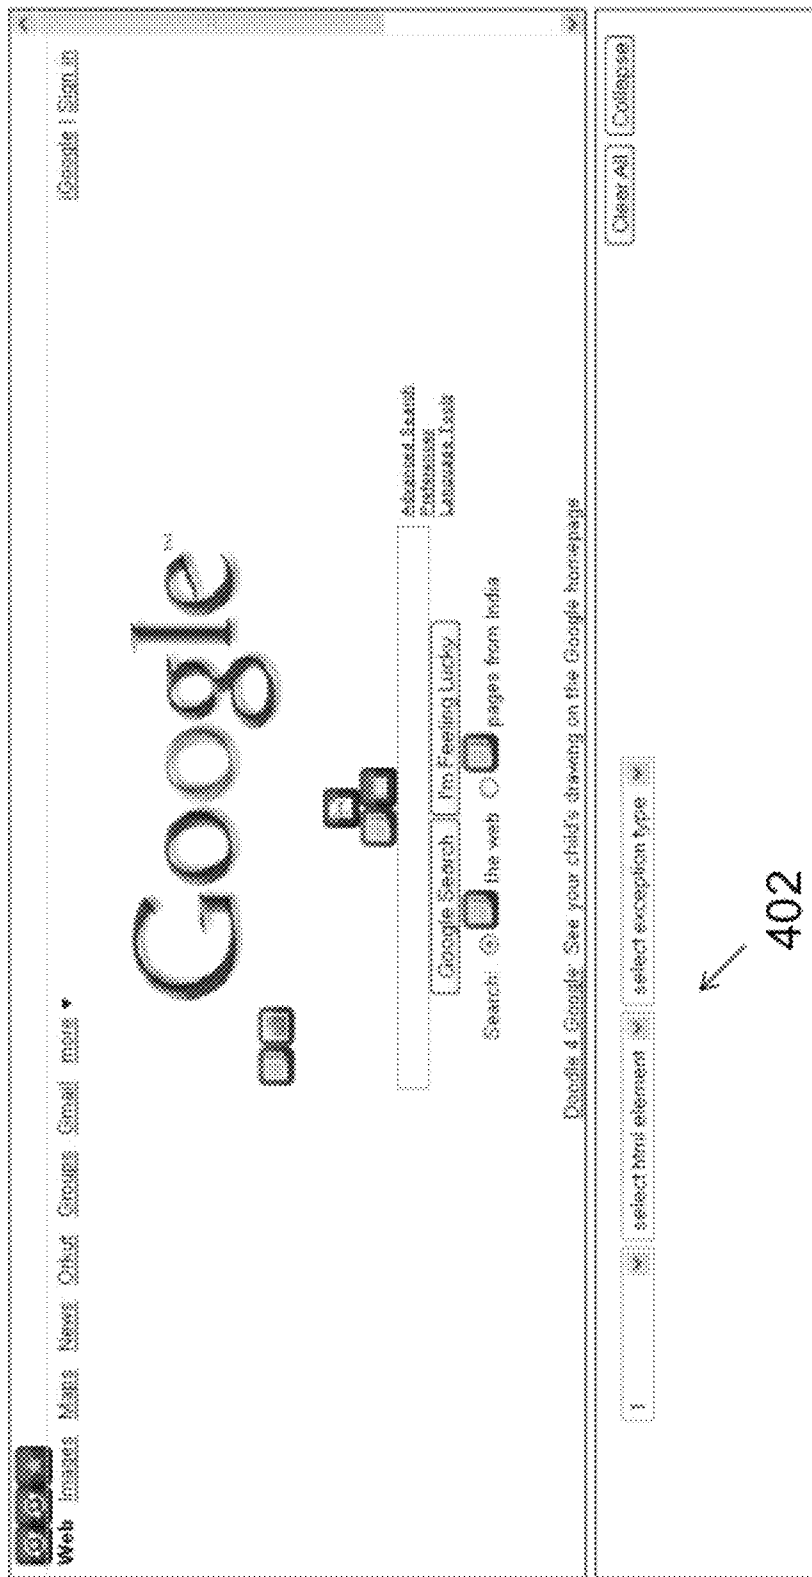 Web Images Maps News Orkut Groups Gmail more ▼
iGoogle | Sign in
Google™
Advanced Search
Preferences
Language Tools
Google Search I'm Feeling Lucky
Search: the web pages from India
Doodle 4 Google: See your child's drawing on the Google homepage
Clear All Collapse
select html element select exception type
402